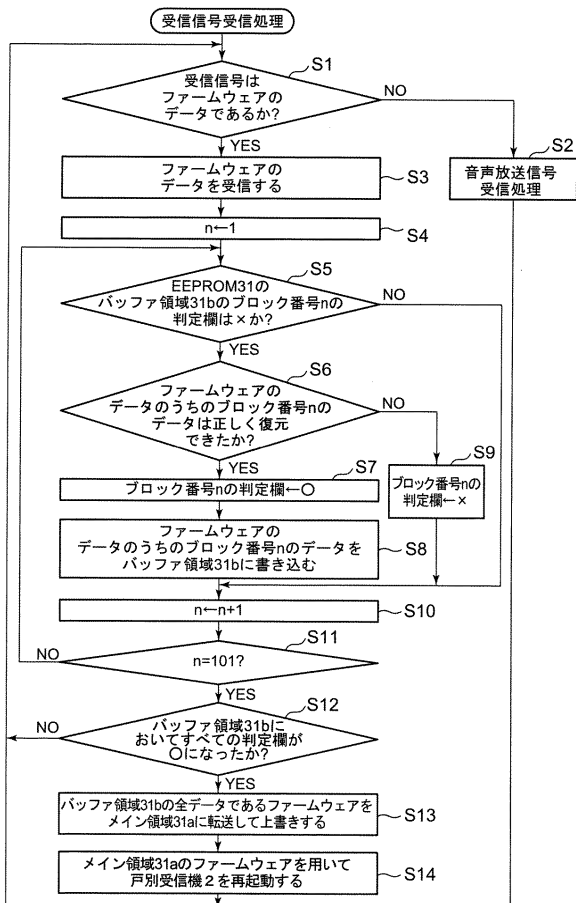 受信信号受信処理
S1
受信信号は
ファームウェアの
データであるか?
NO
YES
S2
音声放送信号
受信処理
ファームウェアの
データを受信する
S3
n←1
S4
S5
EEPROM31の
バッファ領域31bのブロック番号nの
判定欄は×か?
NO
YES
S6
ファームウェアの
データのうちのブロック番号nの
データは正しく復元
できたか?
NO
YES
S7
ブロック番号nの判定欄←○
S9
ブロック番号nの
判定欄←×
ファームウェアの
データのうちのブロック番号nのデータを
バッファ領域31bに書き込む
S8
n←n+1
S10
S11
NO
n=101?
YES
S12
NO
バッファ領域31bに
おいてすべての判定欄が
○になったか?
YES
バッファ領域31bの全データであるファームウェアを
メイン領域31aに転送して上書きする
S13
メイン領域31aのファームウェアを用いて
戸別受信機2を再起動する
S14